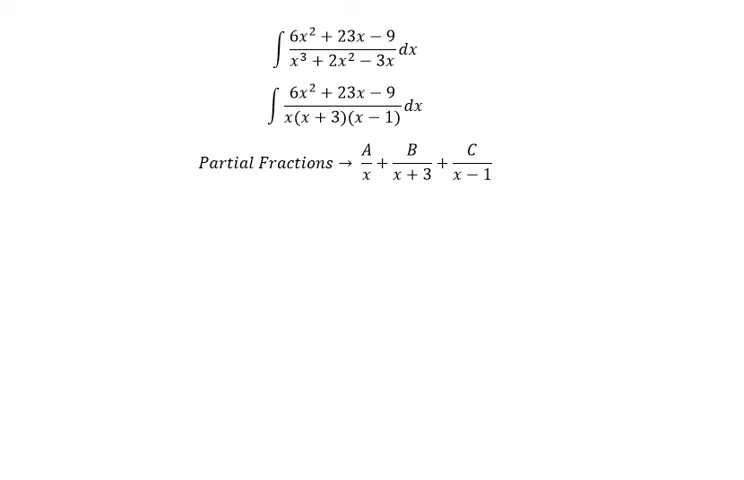 ∫ (6x² + 23x − 9)/(x³ + 2x² − 3x) dx
∫ (6x² + 23x − 9)/(x(x + 3)(x − 1)) dx
Partial Fractions → A/x + B/(x + 3) + C/(x − 1)